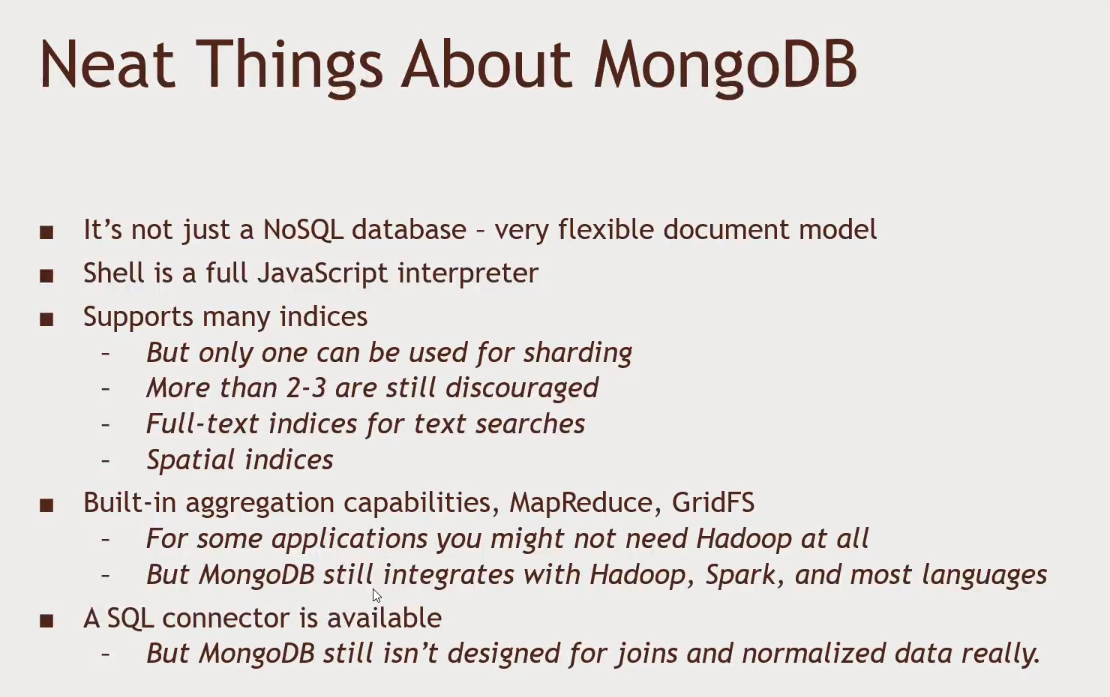 Neat Things About MongoDB
■ It’s not just a NoSQL database – very flexible document model
■ Shell is a full JavaScript interpreter
■ Supports many indices
– But only one can be used for sharding
– More than 2-3 are still discouraged
– Full-text indices for text searches
– Spatial indices
■ Built-in aggregation capabilities, MapReduce, GridFS
– For some applications you might not need Hadoop at all
– But MongoDB still integrates with Hadoop, Spark, and most languages
■ A SQL connector is available
– But MongoDB still isn’t designed for joins and normalized data really.